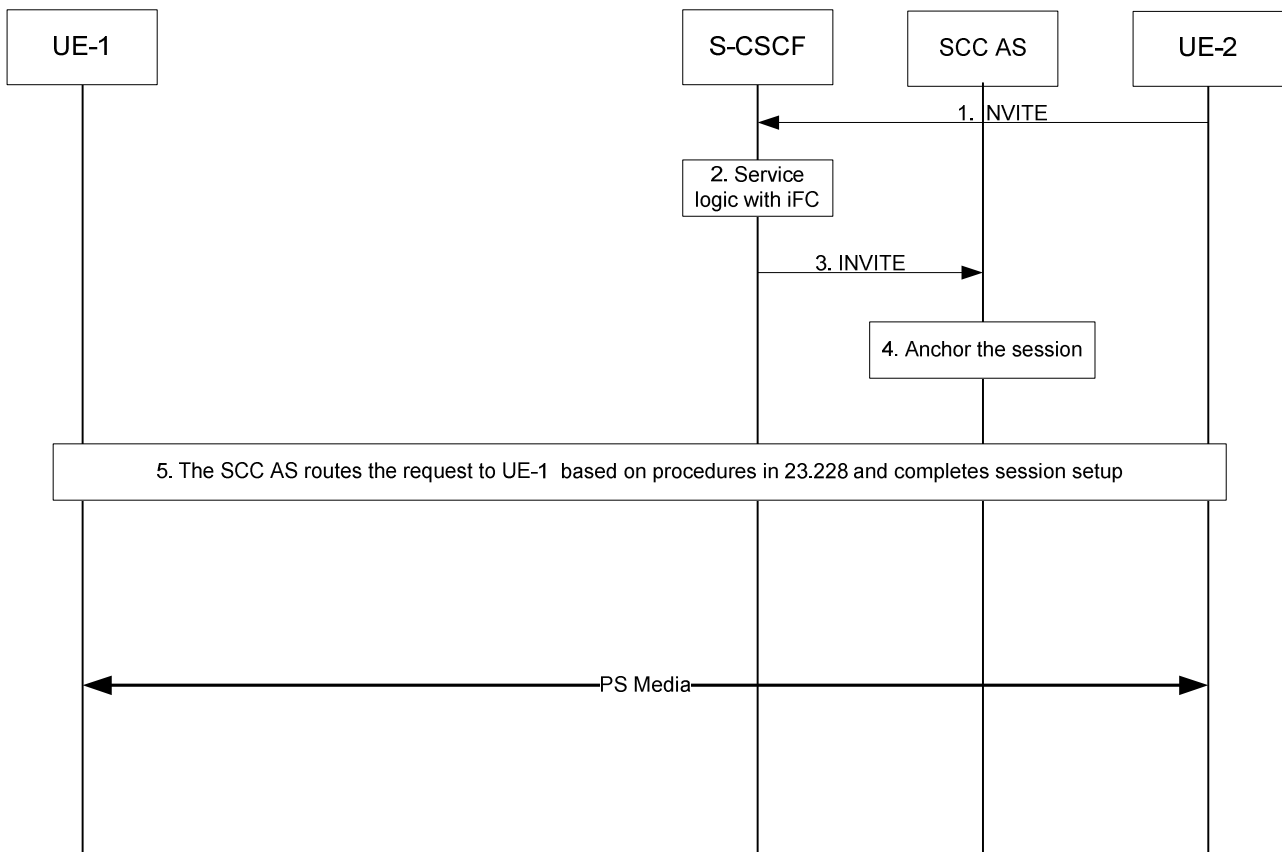 UE-1
S-CSCF
SCC AS
UE-2
1. INVITE
2. Service
logic with iFC
3. INVITE
4. Anchor the session
5. The SCC AS routes the request to UE-1 based on procedures in 23.228 and completes session setup
PS Media